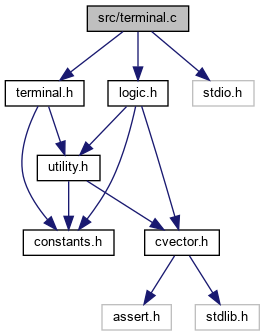 src/terminal.c
terminal.h
logic.h
stdio.h
utility.h
constants.h
cvector.h
assert.h
stdlib.h